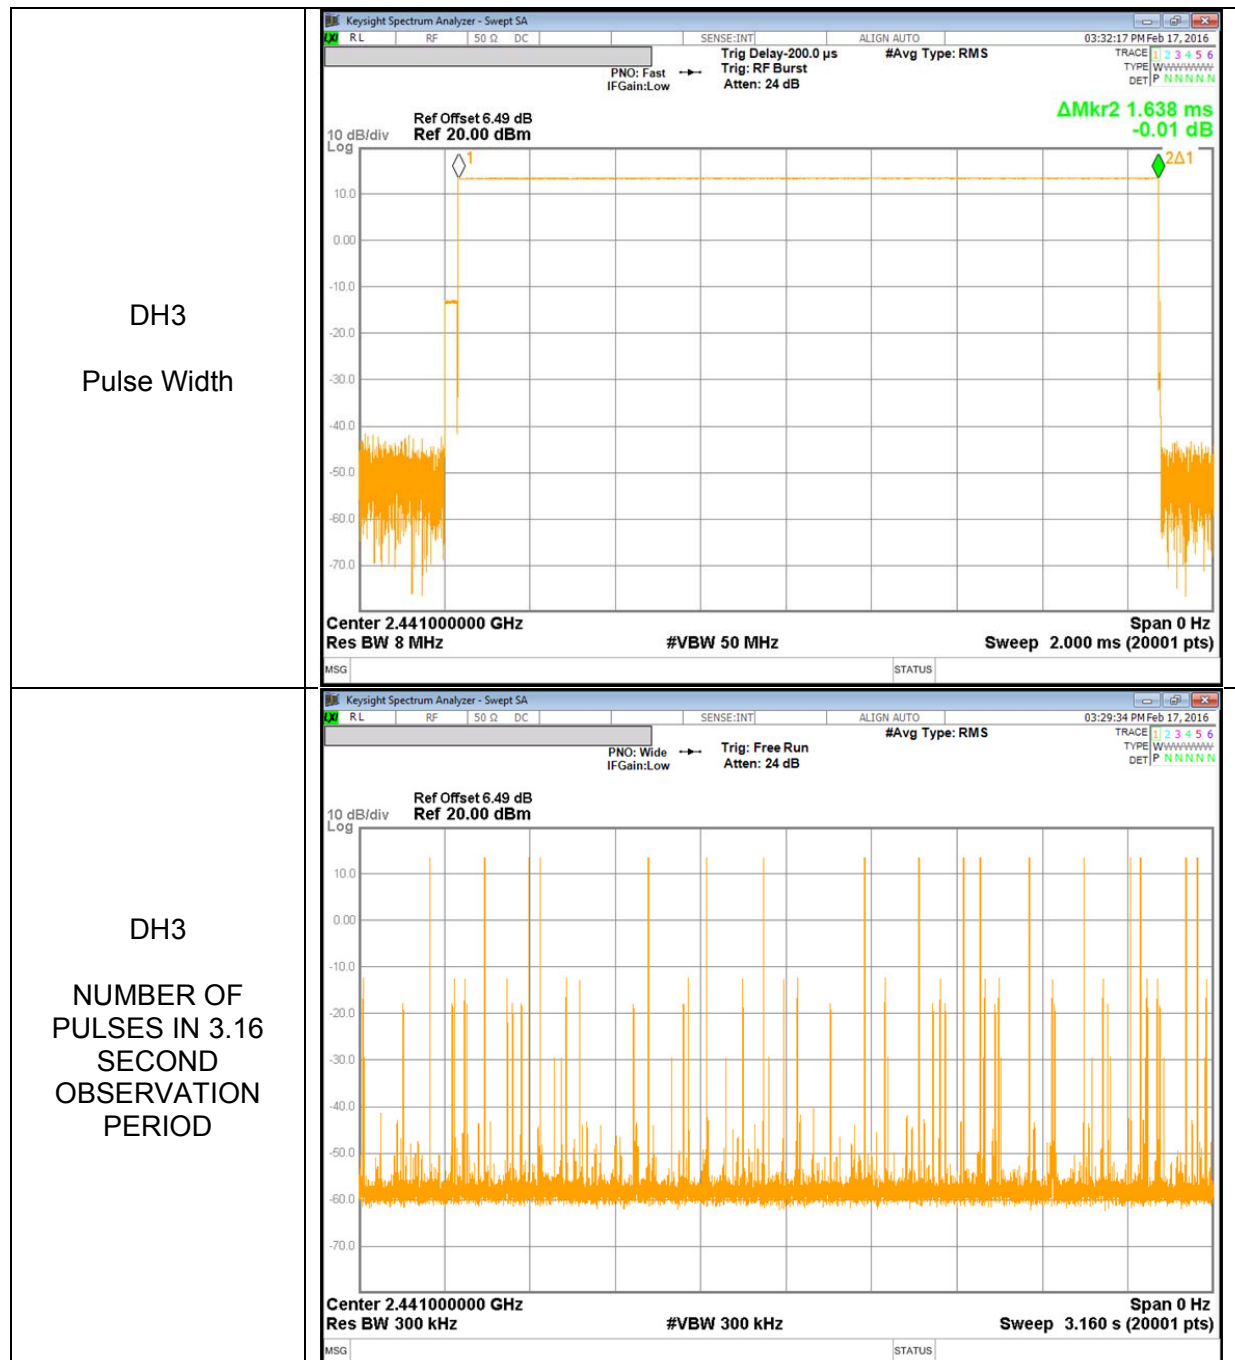 DH3
Pulse Width
Keysight Spectrum Analyzer - Swept SA
LXI RL RF 50 Ω DC SENSE:INT ALIGN AUTO 03:32:17 PM Feb 17, 2016
Trig Delay-200.0 µs #Avg Type: RMS TRACE 1 2 3 4 5 6
PNO: Fast Trig: RF Burst TYPE WWWWWWW
IFGain:Low Atten: 24 dB DET P N N N N N
ΔMkr2 1.638 ms
-0.01 dB
Ref Offset 6.49 dB
10 dB/div Ref 20.00 dBm
Log
1
2Δ1
10.0
0.00
-10.0
-20.0
-30.0
-40.0
-50.0
-60.0
-70.0
Center 2.441000000 GHz Span 0 Hz
Res BW 8 MHz #VBW 50 MHz Sweep 2.000 ms (20001 pts)
MSG STATUS
DH3
NUMBER OF
PULSES IN 3.16
SECOND
OBSERVATION
PERIOD
Keysight Spectrum Analyzer - Swept SA
LXI RL RF 50 Ω DC SENSE:INT ALIGN AUTO 03:29:34 PM Feb 17, 2016
#Avg Type: RMS TRACE 1 2 3 4 5 6
PNO: Wide Trig: Free Run TYPE WWWWWWW
IFGain:Low Atten: 24 dB DET P N N N N N
Ref Offset 6.49 dB
10 dB/div Ref 20.00 dBm
Log
10.0
0.00
-10.0
-20.0
-30.0
-40.0
-50.0
-60.0
-70.0
Center 2.441000000 GHz Span 0 Hz
Res BW 300 kHz #VBW 300 kHz Sweep 3.160 s (20001 pts)
MSG STATUS